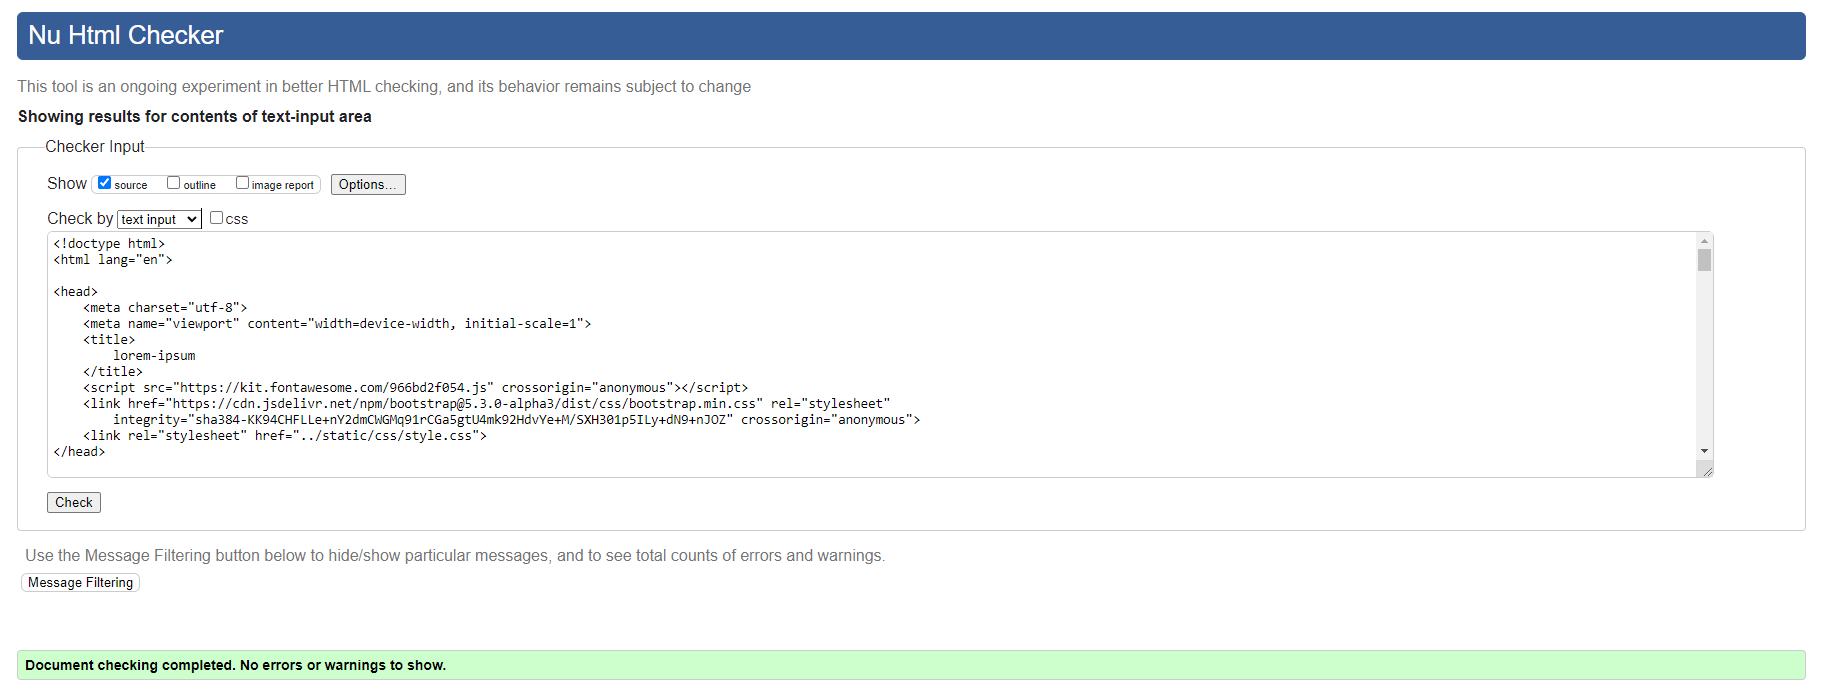 Nu Html Checker
This tool is an ongoing experiment in better HTML checking, and its behavior remains subject to change
Showing results for contents of text-input area
Checker Input
Show source outline image report Options...
Check by text input css
<!doctype html>
<html lang="en">
<head>
<meta charset="utf-8">
<meta name="viewport" content="width=device-width, initial-scale=1">
<title>
lorem-ipsum
</title>
<script src="https://kit.fontawesome.com/966bd2f054.js" crossorigin="anonymous"></script>
<link href="https://cdn.jsdelivr.net/npm/bootstrap@5.3.0-alpha3/dist/css/bootstrap.min.css" rel="stylesheet"
integrity="sha384-KK94CHFLLe+nY2dmCWGMq91rCGa5gtU4mk92HdvYe+M/SXH301p5ILy+dN9+nJOZ" crossorigin="anonymous">
<link rel="stylesheet" href="../static/css/style.css">
</head>
Check
Use the Message Filtering button below to hide/show particular messages, and to see total counts of errors and warnings.
Message Filtering
Document checking completed. No errors or warnings to show.